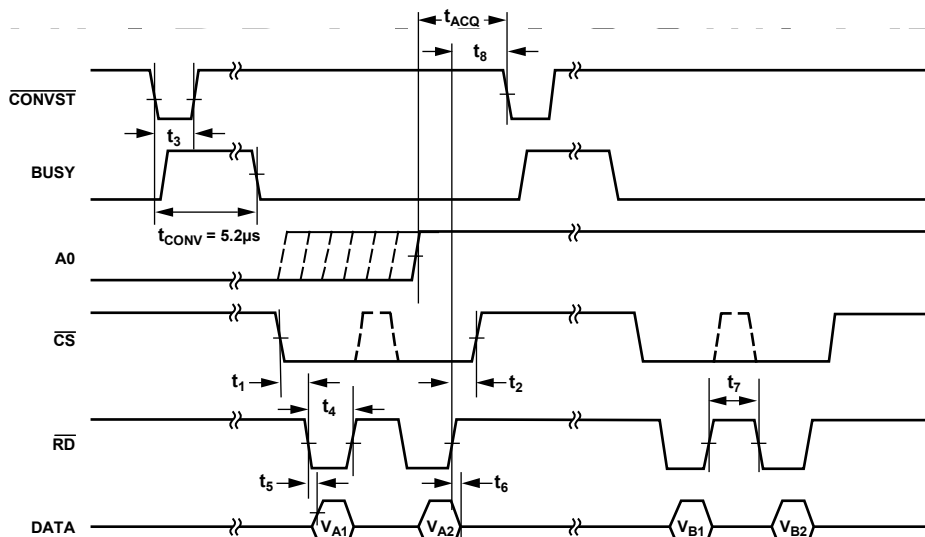 tACQ
t8
CONVST
t3
BUSY
tCONV = 5.2µs
A0
CS
t1
t4
t2
t7
RD
t5
t6
DATA
VA1
VA2
VB1
VB2